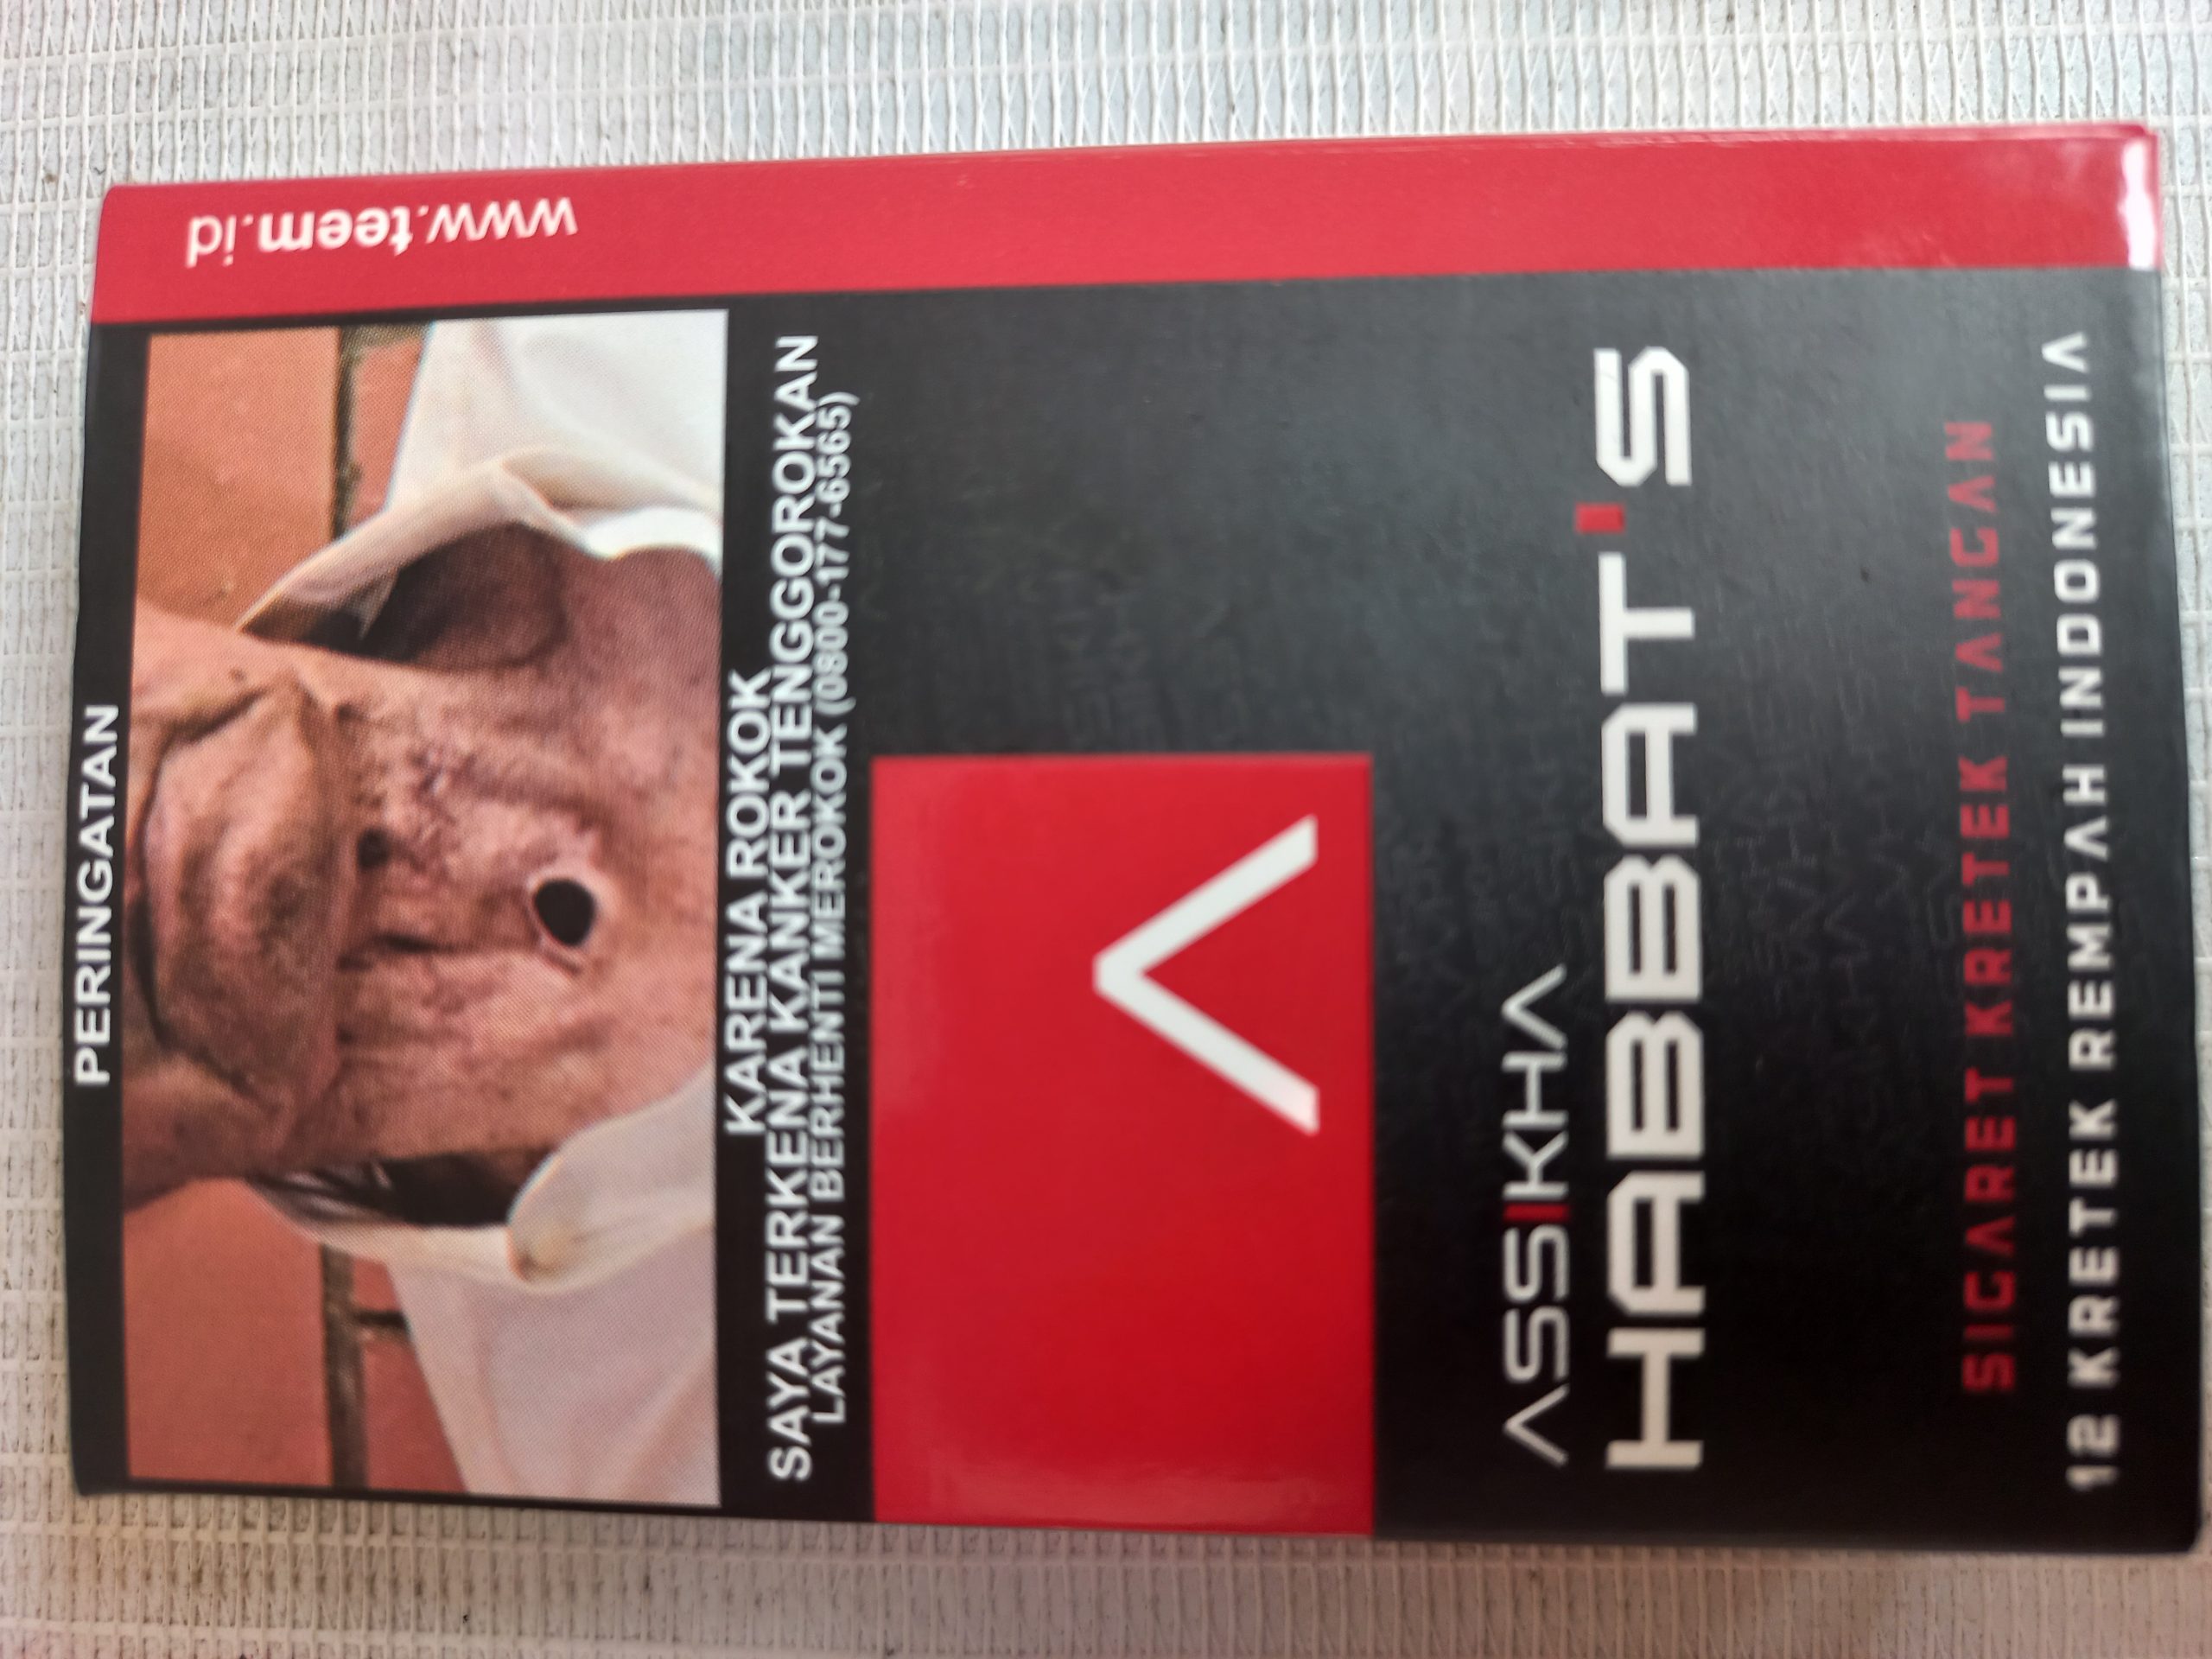 PERINGATAN
KARENA ROKOK
SAYA TERKENA KANKER TENGGOROKAN
LAYANAN BERHENTI MEROKOK (0800-177-6565)
ASSIKHA
HABBAT'S
SIGARET KRETEK TANGAN
12 KRETEK REMPAH INDONESIA
www.teem.id